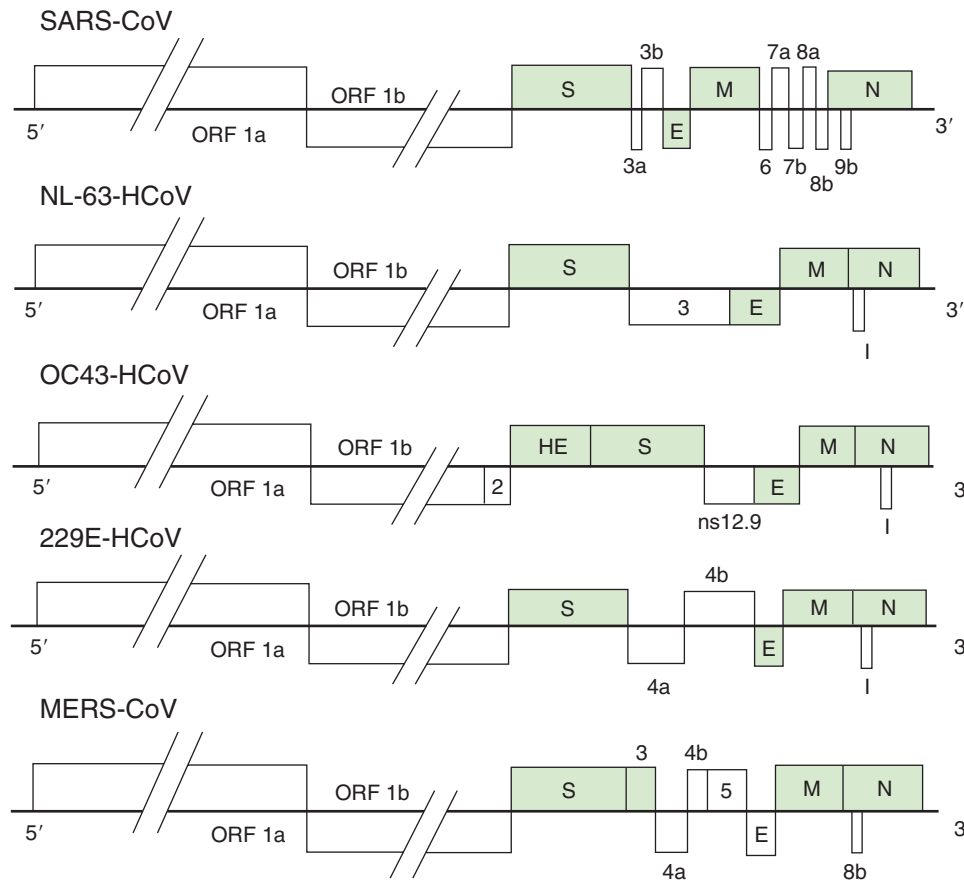 SARS-CoV
3b 7a 8a
ORF 1b S M N
5′ ORF 1a E 3′
3a 6 7b 9b
8b
NL-63-HCoV
ORF 1b S M N
5′ ORF 1a 3 E 3′
I
OC43-HCoV
ORF 1b HE S M N
5′ ORF 1a 2 E 3
ns12.9 I
229E-HCoV
4b
ORF 1b S M N
5′ ORF 1a E 3
4a I
MERS-CoV
3 4b
ORF 1b S 5 M N
5′ ORF 1a E 3
4a 8b